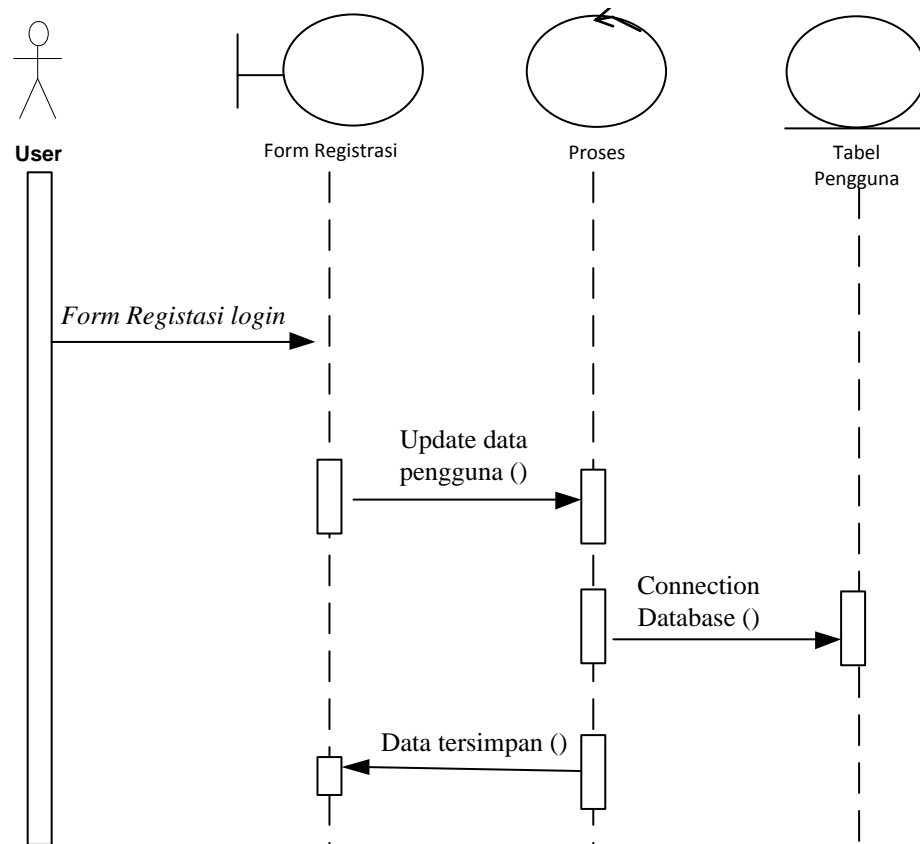 User
Form Registrasi
Proses
Tabel
Pengguna
Form Registasi login
Update data
pengguna ()
Connection
Database ()
Data tersimpan ()